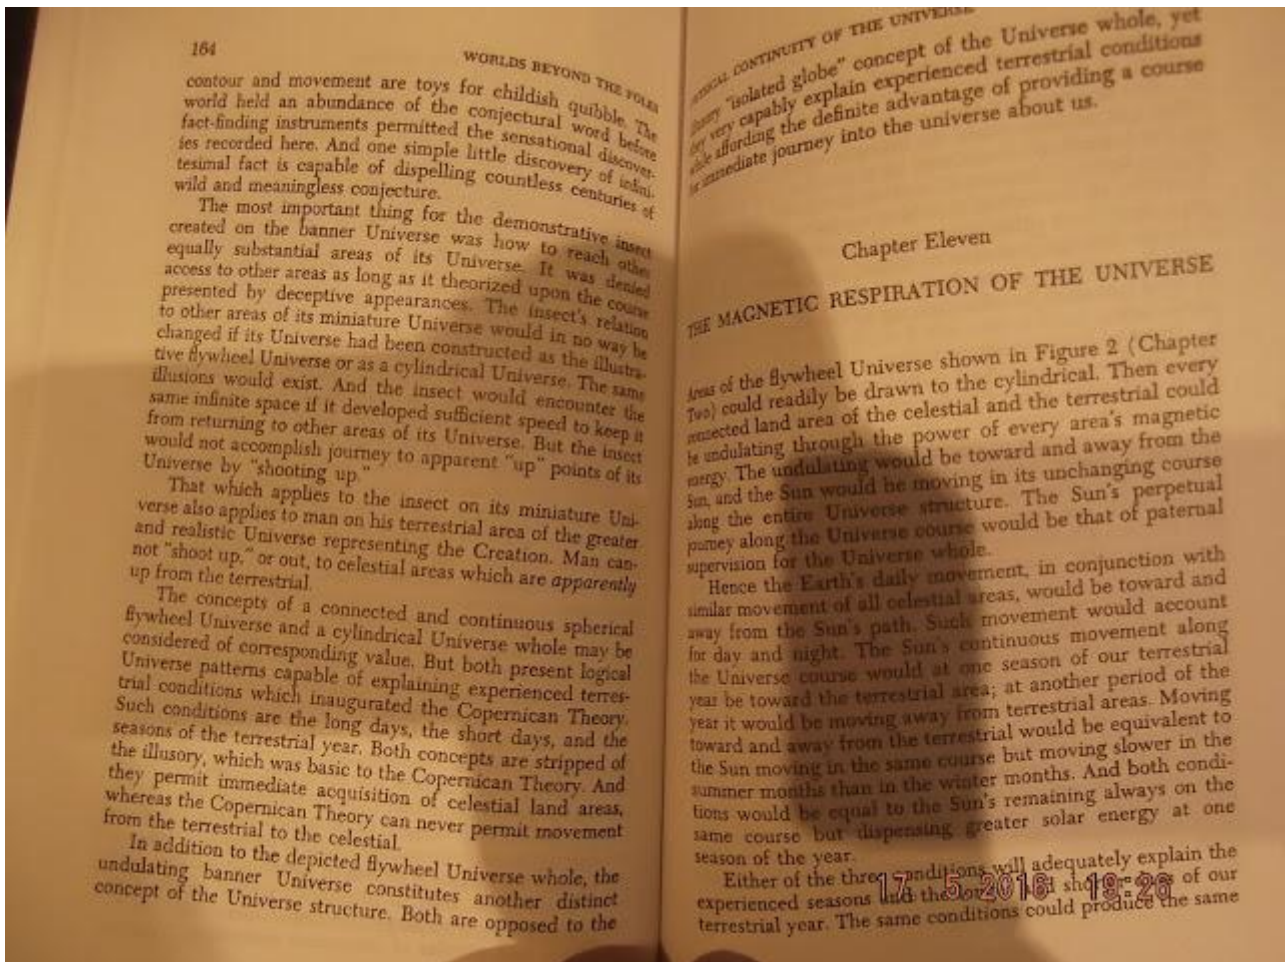 164
WORLDS BEYOND THE POLES
contour and movement are toys for childish quibble. The
world held an abundance of the conjectural word before
fact-finding instruments permitted the sensational discover-
ies recorded here. And one simple little discovery of infini-
tesimal fact is capable of dispelling countless centuries of
wild and meaningless conjecture.
The most important thing for the demonstrative insect
created on the banner Universe was how to reach other
equally substantial areas of its Universe. It was denied
access to other areas as long as it theorized upon the course
presented by deceptive appearances. The insect's relation
to other areas of its miniature Universe would in no way be
changed if its Universe had been constructed as the illustra-
tive flywheel Universe or as a cylindrical Universe. The same
illusions would exist. And the insect would encounter the
same infinite space if it developed sufficient speed to keep it
from returning to other areas of its Universe. But the insect
would not accomplish journey to apparent "up" points of its
Universe by "shooting up."
That which applies to the insect on its miniature Uni-
verse also applies to man on his terrestrial area of the greater
and realistic Universe representing the Creation. Man can-
not "shoot up," or out, to celestial areas which are apparently
up from the terrestrial.
The concepts of a connected and continuous spherical
flywheel Universe and a cylindrical Universe whole may be
considered of corresponding value. But both present logical
Universe patterns capable of explaining experienced terres-
trial conditions which inaugurated the Copernican Theory.
Such conditions are the long days, the short days, and the
seasons of the terrestrial year. Both concepts are stripped of
the illusory, which was basic to the Copernican Theory. And
they permit immediate acquisition of celestial land areas,
whereas the Copernican Theory can never permit movement
from the terrestrial to the celestial.
In addition to the depicted flywheel Universe whole, the
undulating banner Universe constitutes another distinct
concept of the Universe structure. Both are opposed to the
CONTINUITY OF THE UNIVERSE
illusory "isolated globe" concept of the Universe whole, yet
they very capably explain experienced terrestrial conditions
while affording the definite advantage of providing a course
for immediate journey into the universe about us.
Chapter Eleven
THE MAGNETIC RESPIRATION OF THE UNIVERSE
Areas of the flywheel Universe shown in Figure 2 (Chapter
Two) could readily be drawn to the cylindrical. Then every
connected land area of the celestial and the terrestrial could
be undulating through the power of every area's magnetic
energy. The undulating would be toward and away from the
Sun, and the Sun would be moving in its unchanging course
along the entire Universe structure. The Sun's perpetual
journey along the Universe course would be that of paternal
supervision for the Universe whole.
Hence the Earth's daily movement, in conjunction with
similar movement of all celestial areas, would be toward and
away from the Sun's path. Such movement would account
for day and night. The Sun's continuous movement along
the Universe course would at one season of our terrestrial
year be toward the terrestrial area; at another period of the
year it would be moving away from terrestrial areas. Moving
toward and away from the terrestrial would be equivalent to
the Sun moving in the same course but moving slower in the
summer months than in the winter months. And both condi-
tions would be equal to the Sun's remaining always on the
same course but dispensing greater solar energy at one
season of the year.
Either of the three conditions will adequately explain the
experienced seasons and the of our
terrestrial year. The same conditions could produce the same
17 5 2016 19:26